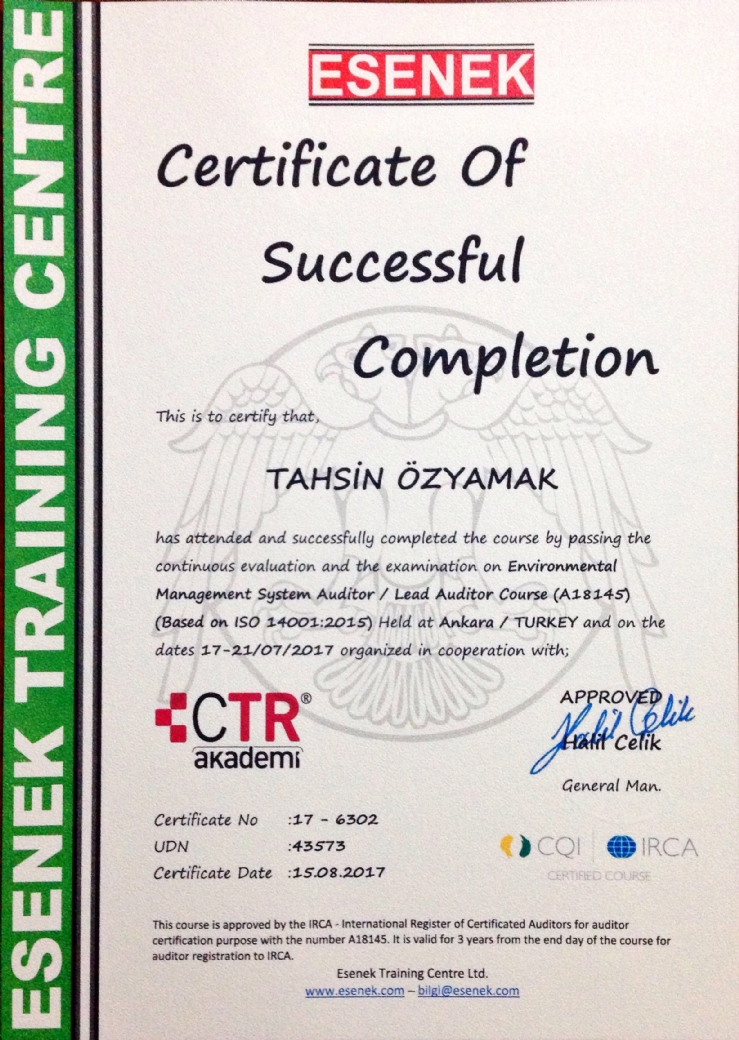 ESENEK TRAINING CENTRE
ESENEK
Certificate Of
Successful
Completion
This is to certify that,
TAHSİN ÖZYAMAK
has attended and successfully completed the course by passing the
continuous evaluation and the examination on Environmental
Management System Auditor / Lead Auditor Course (A18145)
(Based on ISO 14001:2015) Held at Ankara / TURKEY and on the
dates 17-21/07/2017 organized in cooperation with;
CTR®
akademi
APPROVED
Halil Celik
Halil Celik
General Man.
Certificate No :17 - 6302
UDN :43573
Certificate Date :15.08.2017
CQI | IRCA
CERTIFIED COURSE
This course is approved by the IRCA - International Register of Certificated Auditors for auditor
certification purpose with the number A18145. It is valid for 3 years from the end day of the course for
auditor registration to IRCA.
Esenek Training Centre Ltd.
www.esenek.com – bilgi@esenek.com